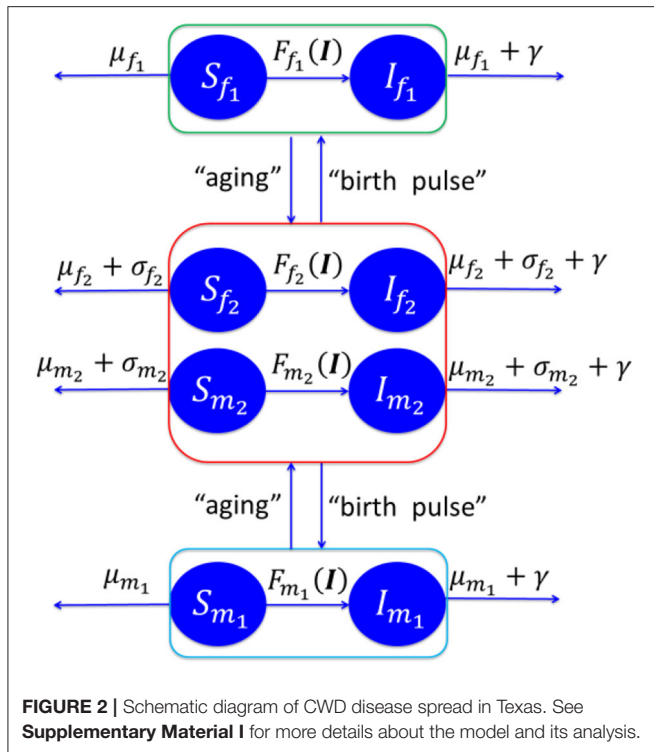 μ_{f_1} S_{f_1} F_{f_1}(I) I_{f_1} μ_{f_1} + γ
"aging" "birth pulse"
μ_{f_2} + σ_{f_2} S_{f_2} F_{f_2}(I) I_{f_2} μ_{f_2} + σ_{f_2} + γ
μ_{m_2} + σ_{m_2} S_{m_2} F_{m_2}(I) I_{m_2} μ_{m_2} + σ_{m_2} + γ
"aging" "birth pulse"
μ_{m_1} S_{m_1} F_{m_1}(I) I_{m_1} μ_{m_1} + γ
FIGURE 2 | Schematic diagram of CWD disease spread in Texas. See
Supplementary Material I for more details about the model and its analysis.